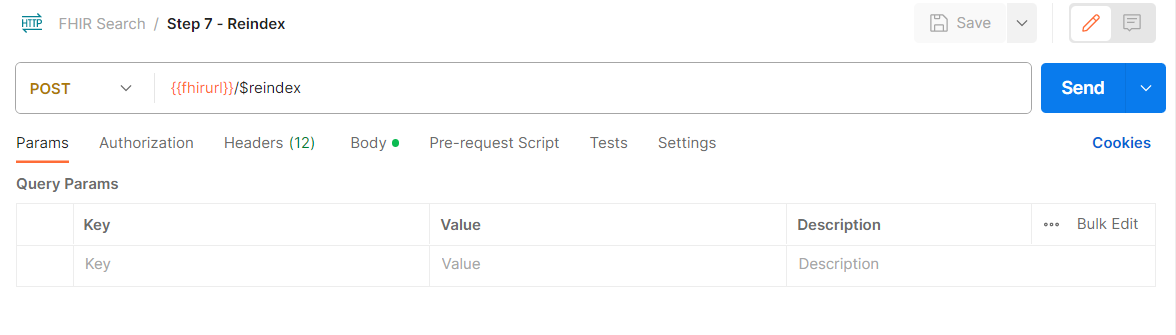 HTTP FHIR Search / Step 7 - Reindex Save
POST {{fhirurl}}/$reindex Send
Params Authorization Headers (12) Body Pre-request Script Tests Settings Cookies
Query Params
Key Value Description Bulk Edit
Key Value Description